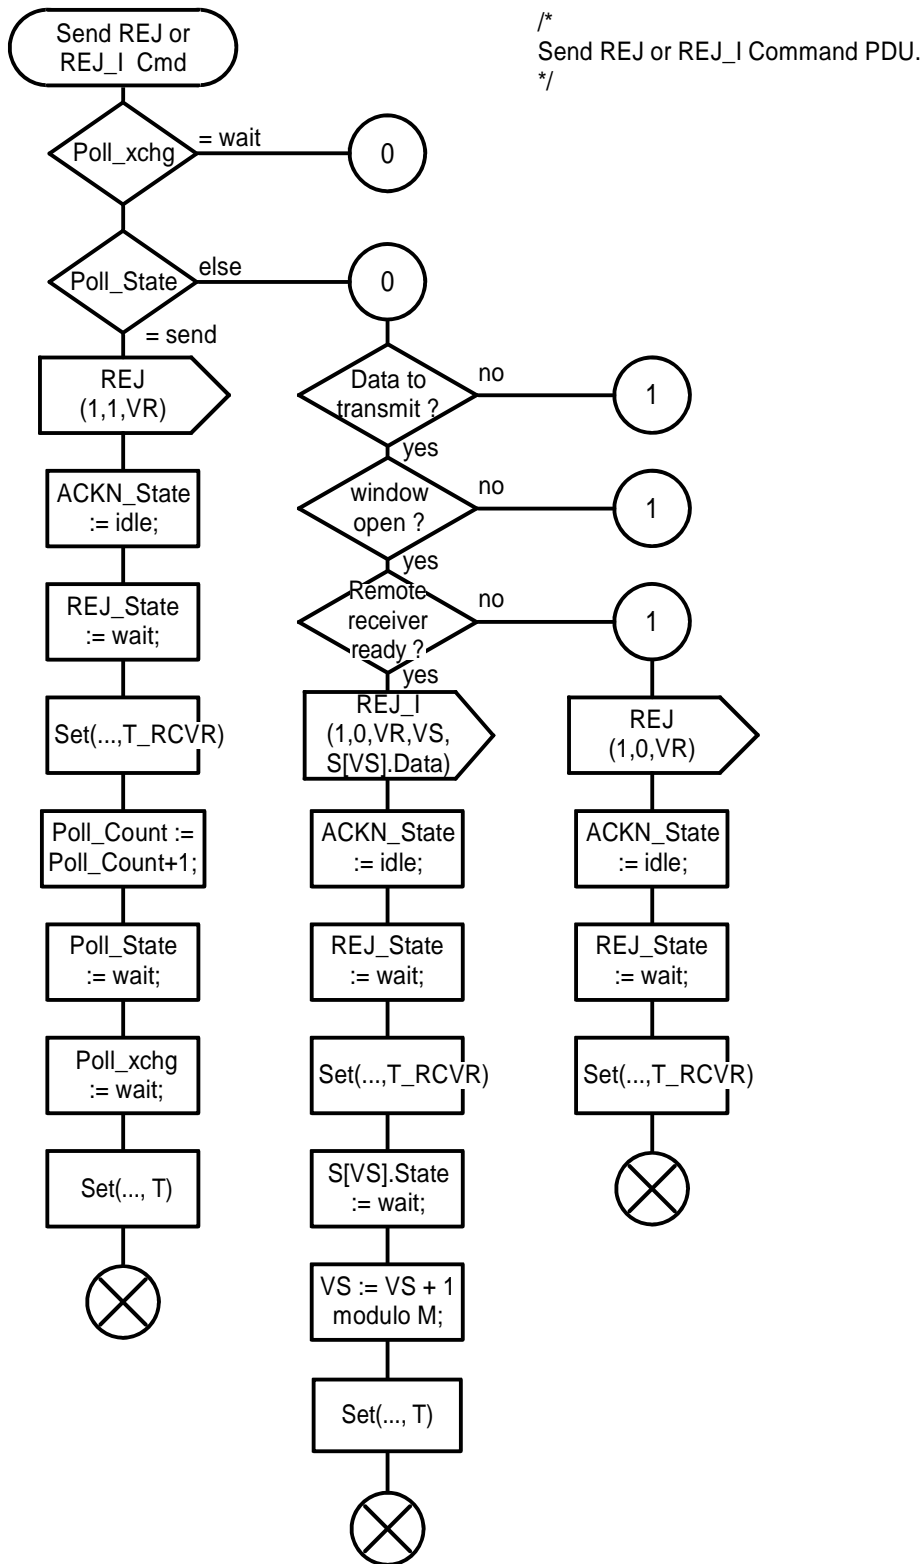 Send REJ or
REJ_I Cmd
/*
Send REJ or REJ_I Command PDU.
*/
Poll_xchg
= wait
0
Poll_State
else
0
= send
REJ
(1,1,VR)
ACKN_State
:= idle;
REJ_State
:= wait;
Set(...,T_RCVR)
Poll_Count :=
Poll_Count+1;
Poll_State
:= wait;
Poll_xchg
:= wait;
Set(..., T)
Data to
transmit ?
no
1
yes
window
open ?
no
1
yes
Remote
receiver
ready ?
no
1
yes
REJ_I
(1,0,VR,VS,
S[VS].Data)
ACKN_State
:= idle;
REJ_State
:= wait;
Set(...,T_RCVR)
S[VS].State
:= wait;
VS := VS + 1
modulo M;
Set(..., T)
REJ
(1,0,VR)
ACKN_State
:= idle;
REJ_State
:= wait;
Set(...,T_RCVR)